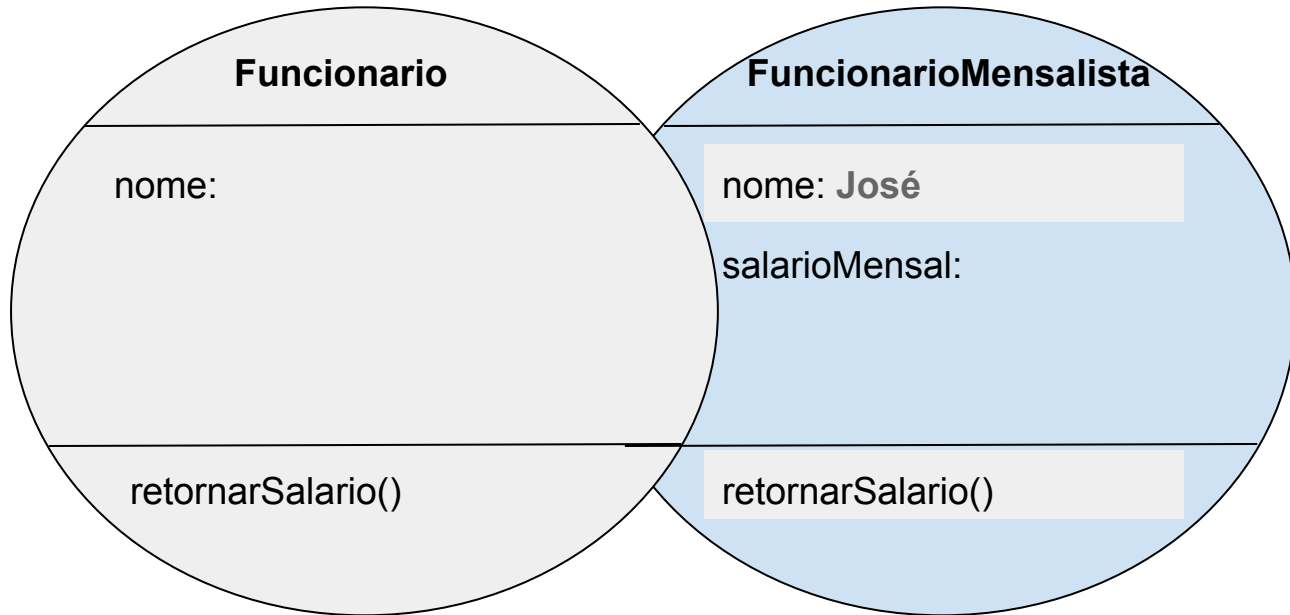 Funcionario
nome:
retornarSalario()
FuncionarioMensalista
nome: José
salarioMensal:
retornarSalario()